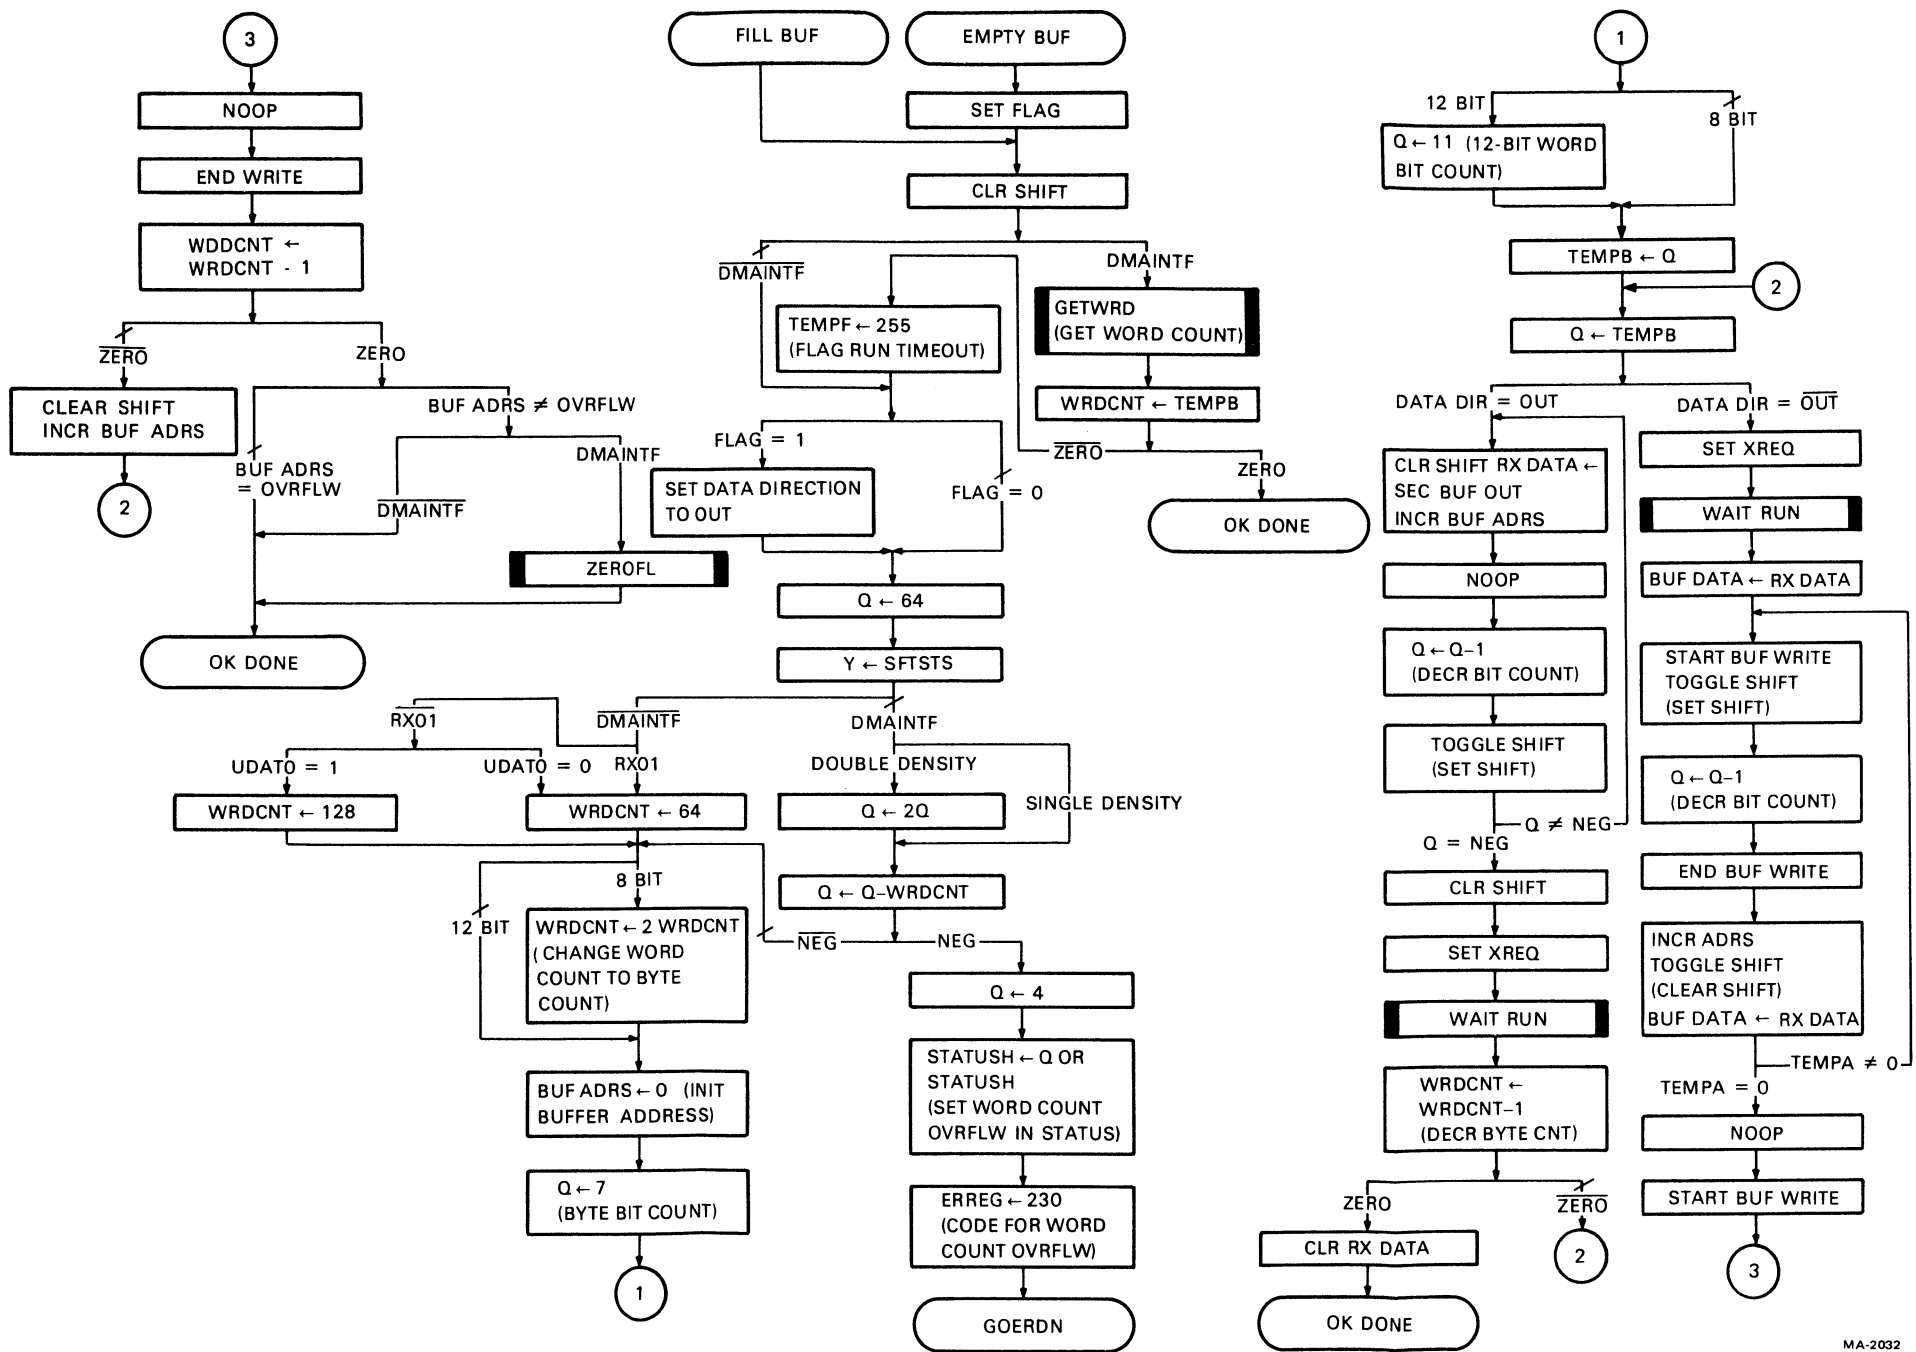 3
NOOP
END WRITE
WDDCNT ←
WRDCNT - 1
Z̅E̅R̅O̅
ZERO
CLEAR SHIFT
INCR BUF ADRS
2
BUF ADRS
= OVRFLW
BUF ADRS ≠ OVRFLW
D̅M̅A̅I̅N̅T̅F̅
DMAINTF
ZEROFL
OK DONE
FILL BUF
EMPTY BUF
SET FLAG
CLR SHIFT
D̅M̅A̅I̅N̅T̅F̅
DMAINTF
TEMPF ← 255
(FLAG RUN TIMEOUT)
GETWRD
(GET WORD COUNT)
WRDCNT ← TEMPB
Z̅E̅R̅O̅
ZERO
OK DONE
FLAG = 1
FLAG = 0
SET DATA DIRECTION
TO OUT
Q ← 64
Y ← SFTSTS
D̅M̅A̅I̅N̅T̅F̅
DMAINTF
R̅X̅0̅1̅
RX01
UDAT0 = 1
UDAT0 = 0
WRDCNT ← 128
WRDCNT ← 64
DOUBLE DENSITY
SINGLE DENSITY
Q ← 2Q
Q ← Q–WRDCNT
N̅E̅G̅
NEG
8 BIT
12 BIT
WRDCNT ← 2 WRDCNT
( CHANGE WORD
COUNT TO BYTE
COUNT)
BUF ADRS ← 0 (INIT
BUFFER ADDRESS)
Q ← 7
(BYTE BIT COUNT)
1
Q ← 4
STATUSH ← Q OR
STATUSH
(SET WORD COUNT
OVRFLW IN STATUS)
ERREG ← 230
(CODE FOR WORD
COUNT OVRFLW)
GOERDN
1
12 BIT
8 BIT
Q ← 11 (12-BIT WORD
BIT COUNT)
TEMPB ← Q
2
Q ← TEMPB
DATA DIR = OUT
DATA DIR = O̅U̅T̅
CLR SHIFT RX DATA ←
SEC BUF OUT
INCR BUF ADRS
NOOP
Q ← Q–1
(DECR BIT COUNT)
TOGGLE SHIFT
(SET SHIFT)
Q ≠ NEG
Q = NEG
CLR SHIFT
SET XREQ
WAIT RUN
WRDCNT ←
WRDCNT–1
(DECR BYTE CNT)
ZERO
Z̅E̅R̅O̅
CLR RX DATA
2
OK DONE
SET XREQ
WAIT RUN
BUF DATA ← RX DATA
START BUF WRITE
TOGGLE SHIFT
(SET SHIFT)
Q ← Q–1
(DECR BIT COUNT)
END BUF WRITE
INCR ADRS
TOGGLE SHIFT
(CLEAR SHIFT)
BUF DATA ← RX DATA
TEMPA ≠ 0
TEMPA = 0
NOOP
START BUF WRITE
3
MA-2032